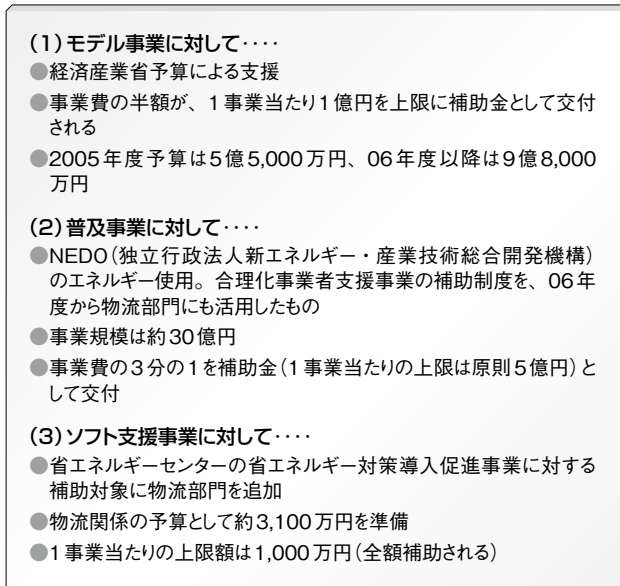 (1)モデル事業に対して‥‥
●経済産業省予算による支援
●事業費の半額が、1事業当たり1億円を上限に補助金として交付
される
●2005年度予算は5億5,000万円、06年度以降は9億8,000
万円
(2)普及事業に対して‥‥
●NEDO(独立行政法人新エネルギー・産業技術総合開発機構)
のエネルギー使用。合理化事業者支援事業の補助制度を、06年
度から物流部門にも活用したもの
●事業規模は約30億円
●事業費の3分の1を補助金(1事業当たりの上限は原則5億円)と
して交付
(3)ソフト支援事業に対して‥‥
●省エネルギーセンターの省エネルギー対策導入促進事業に対する
補助対象に物流部門を追加
●物流関係の予算として約3,100万円を準備
●1事業当たりの上限額は1,000万円(全額補助される)